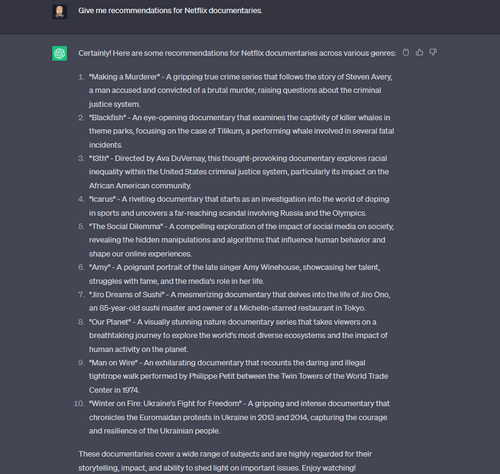 Give me recommendations for Netflix documentaries.
Certainly! Here are some recommendations for Netflix documentaries across various genres:
1. "Making a Murderer" - A gripping true crime series that follows the story of Steven Avery,
a man accused and convicted of a brutal murder, raising questions about the criminal
justice system.
2. "Blackfish" - An eye-opening documentary that examines the captivity of killer whales in
theme parks, focusing on the case of Tilikum, a performing whale involved in several fatal
incidents.
3. "13th" - Directed by Ava DuVernay, this thought-provoking documentary explores racial
inequality within the United States criminal justice system, particularly its impact on the
African American community.
4. "Icarus" - A riveting documentary that starts as an investigation into the world of doping
in sports and uncovers a far-reaching scandal involving Russia and the Olympics.
5. "The Social Dilemma" - A compelling exploration of the impact of social media on society,
revealing the hidden manipulations and algorithms that influence human behavior and
shape our online experiences.
6. "Amy" - A poignant portrait of the late singer Amy Winehouse, showcasing her talent,
struggles with fame, and the media's role in her life.
7. "Jiro Dreams of Sushi" - A mesmerizing documentary that delves into the life of Jiro Ono,
an 85-year-old sushi master and owner of a Michelin-starred restaurant in Tokyo.
8. "Our Planet" - A visually stunning nature documentary series that takes viewers on a
breathtaking journey to explore the world's most diverse ecosystems and the impact of
human activity on the planet.
9. "Man on Wire" - An exhilarating documentary that recounts the daring and illegal
tightrope walk performed by Philippe Petit between the Twin Towers of the World Trade
Center in 1974.
10. "Winter on Fire: Ukraine's Fight for Freedom" - A gripping and intense documentary that
chronicles the Euromaidan protests in Ukraine in 2013 and 2014, capturing the courage
and resilience of the Ukrainian people.
These documentaries cover a wide range of subjects and are highly regarded for their
storytelling, impact, and ability to shed light on important issues. Enjoy watching!